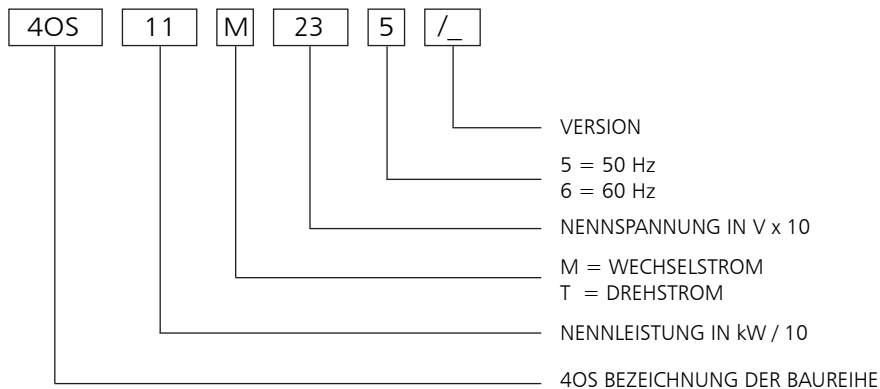 4OS 11 M 23 5 /_
VERSION
5 = 50 Hz
6 = 60 Hz
NENNSPANNUNG IN V x 10
M = WECHSELSTROM
T = DREHSTROM
NENNLEISTUNG IN kW / 10
4OS BEZEICHNUNG DER BAUREIHE